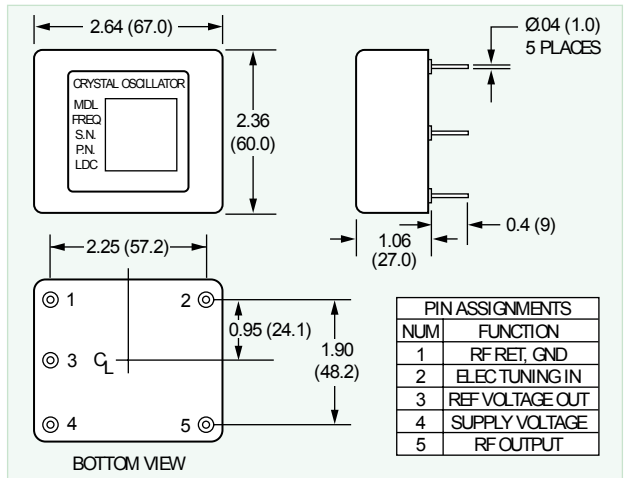 2.64 (67.0)
CRYSTAL OSCILLATOR
MDL
FREQ
S.N.
P.N.
LDC
2.36
(60.0)
Ø.04 (1.0)
5 PLACES
0.4 (9)
1.06
(27.0)
2.25 (57.2)
1
2
3
CL
4
5
0.95 (24.1)
1.90
(48.2)
BOTTOM VIEW
PIN ASSIGNMENTS
NUM FUNCTION
1 RF RET, GND
2 ELEC TUNING IN
3 REF VOLTAGE OUT
4 SUPPLY VOLTAGE
5 RF OUTPUT